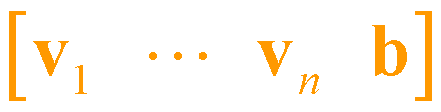 [v₁ ⋯ vₙ b]